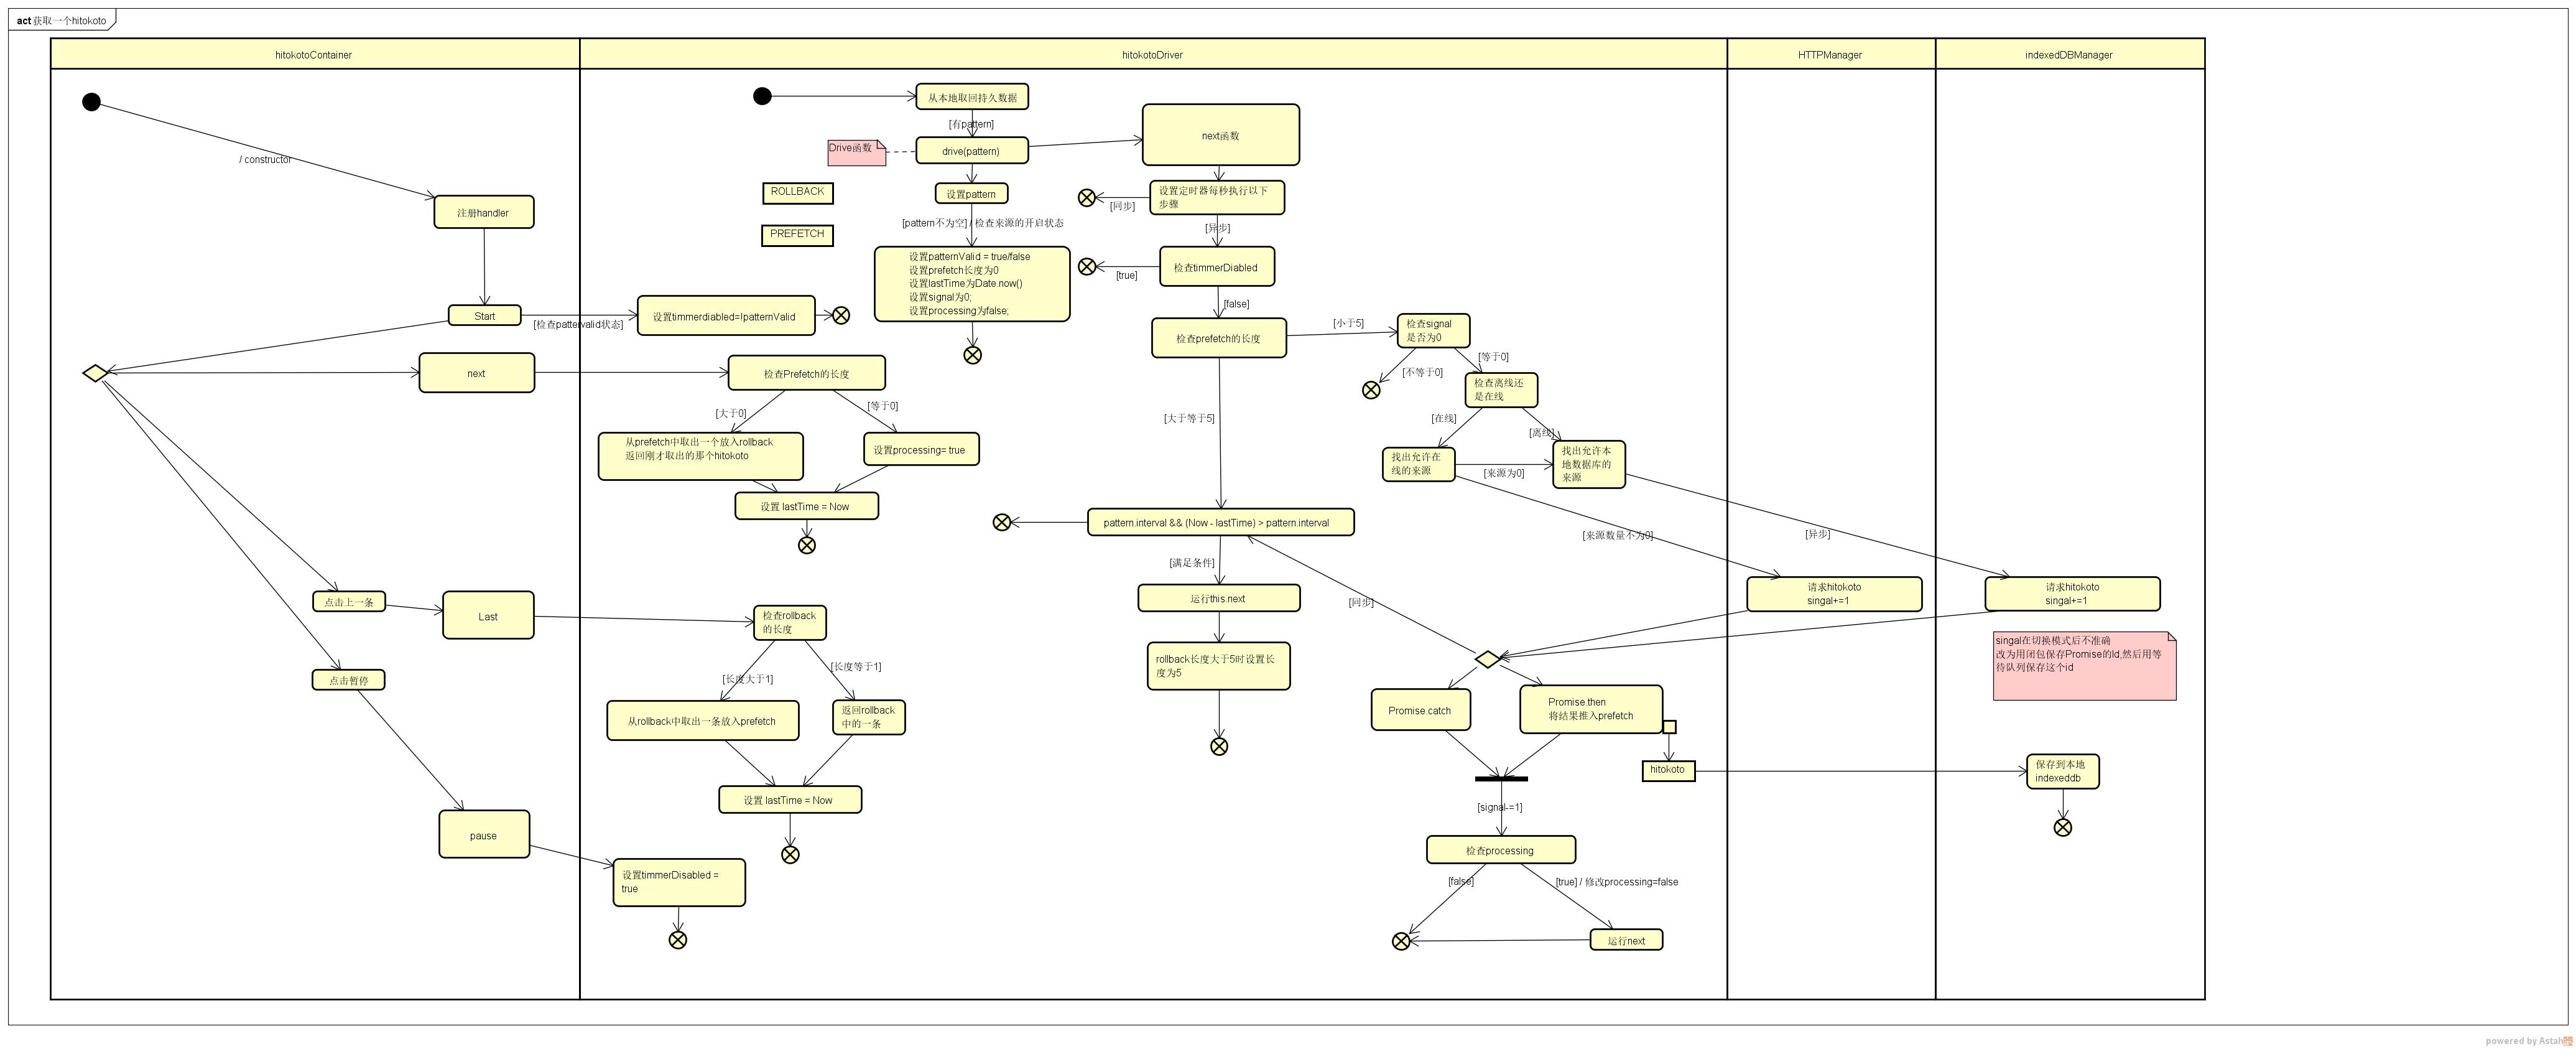 act 获取一个hitokoto
hitokotoContainer
hitokotoDriver
HTTPManager
indexedDBManager
/ constructor
注册handler
Start
[检查pattervalid状态]
设置timmerdiabled=!patternValid
next
检查Prefetch的长度
[大于0]
[等于0]
从prefetch中取出一个放入rollback
返回刚才取出的那个hitokoto
设置processing= true
设置 lastTime = Now
点击上一条
Last
检查rollback
的长度
[长度大于1]
[长度等于1]
从rollback中取出一条放入prefetch
返回rollback
中的一条
设置 lastTime = Now
点击暂停
pause
设置timmerDisabled =
true
从本地取回持久数据
[有pattern]
Drive函数
drive(pattern)
ROLLBACK
PREFETCH
设置pattern
[pattern不为空] / 检查来源的开启状态
设置patternValid = true/false
设置prefetch长度为0
设置lastTime为Date.now()
设置signal为0;
设置processing为false;
next函数
设置定时器每秒执行以下
步骤
[同步]
[异步]
检查timmerDiabled
[true]
[false]
检查prefetch的长度
[小于5]
检查signal
是否为0
[不等于0]
[等于0]
检查离线还
是在线
[在线]
[离线]
找出允许在
线的来源
[来源为0]
找出允许本
地数据库的
来源
[大于等于5]
pattern.interval && (Now - lastTime) > pattern.interval
[来源数量不为0]
[异步]
[满足条件]
运行this.next
rollback长度大于5时设置长
度为5
[同步]
请求hitokoto
singal+=1
请求hitokoto
singal+=1
singal在切换模式后不准确
改为用闭包保存Promise的Id,然后用等
待队列保存这个id
Promise.catch
Promise.then
将结果推入prefetch
hitokoto
保存到本地
indexeddb
[signal-=1]
检查processing
[false]
[true] / 修改processing=false
运行next
powered by Astah